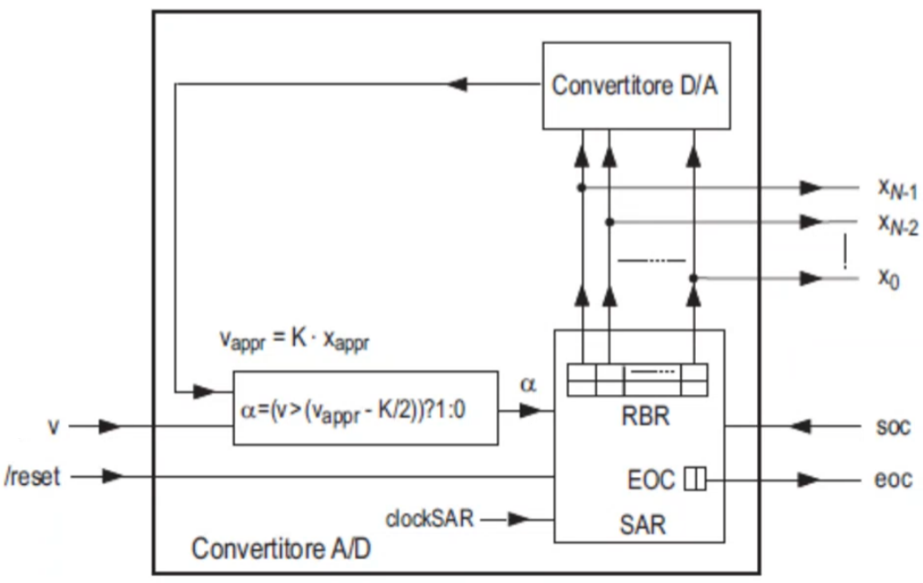 Convertitore D/A
xN-1
xN-2
x0
vappr = K · xappr
α
α=(v>(vappr - K/2))?1:0
RBR
v
soc
/reset
EOC
eoc
clockSAR
SAR
Convertitore A/D